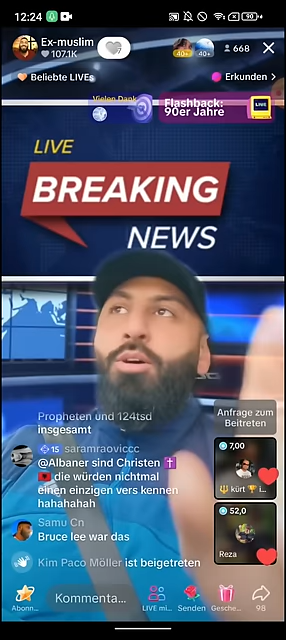 12:24
90
Ex-muslim
107.1K
40+
40+
668
Beliebte LIVEs
Erkunden
Vielen Dank
Flashback:
90er Jahre
LIVE
LIVE
BREAKING
NEWS
Propheten und 124tsd
insgesamt
Anfrage zum
Beitreten
15 saramraoviccc
@Albaner sind Christen ✝️
🇦🇱 die würden nichtmal
einen einzigen vers kennen
hahahahah
7,00
kürt
Samu Cn
Bruce lee war das
52,0
Reza
Kim Paco Möller ist beigetreten
Abonn...
Kommenta...
LIVE mi...
Senden
Gesche...
98